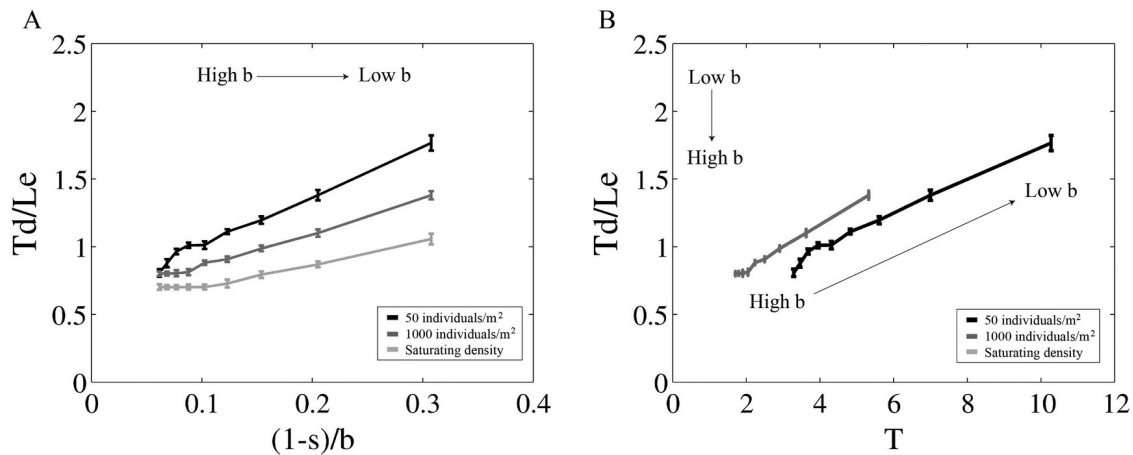 A
2.5
2
1.5
1
0.5
0
Td/Le
High b
Low b
50 individuals/m²
1000 individuals/m²
Saturating density
0
0.1
0.2
0.3
0.4
(1-s)/b
B
2.5
2
1.5
1
0.5
0
Td/Le
Low b
High b
Low b
High b
50 individuals/m²
1000 individuals/m²
Saturating density
0
2
4
6
8
10
12
T